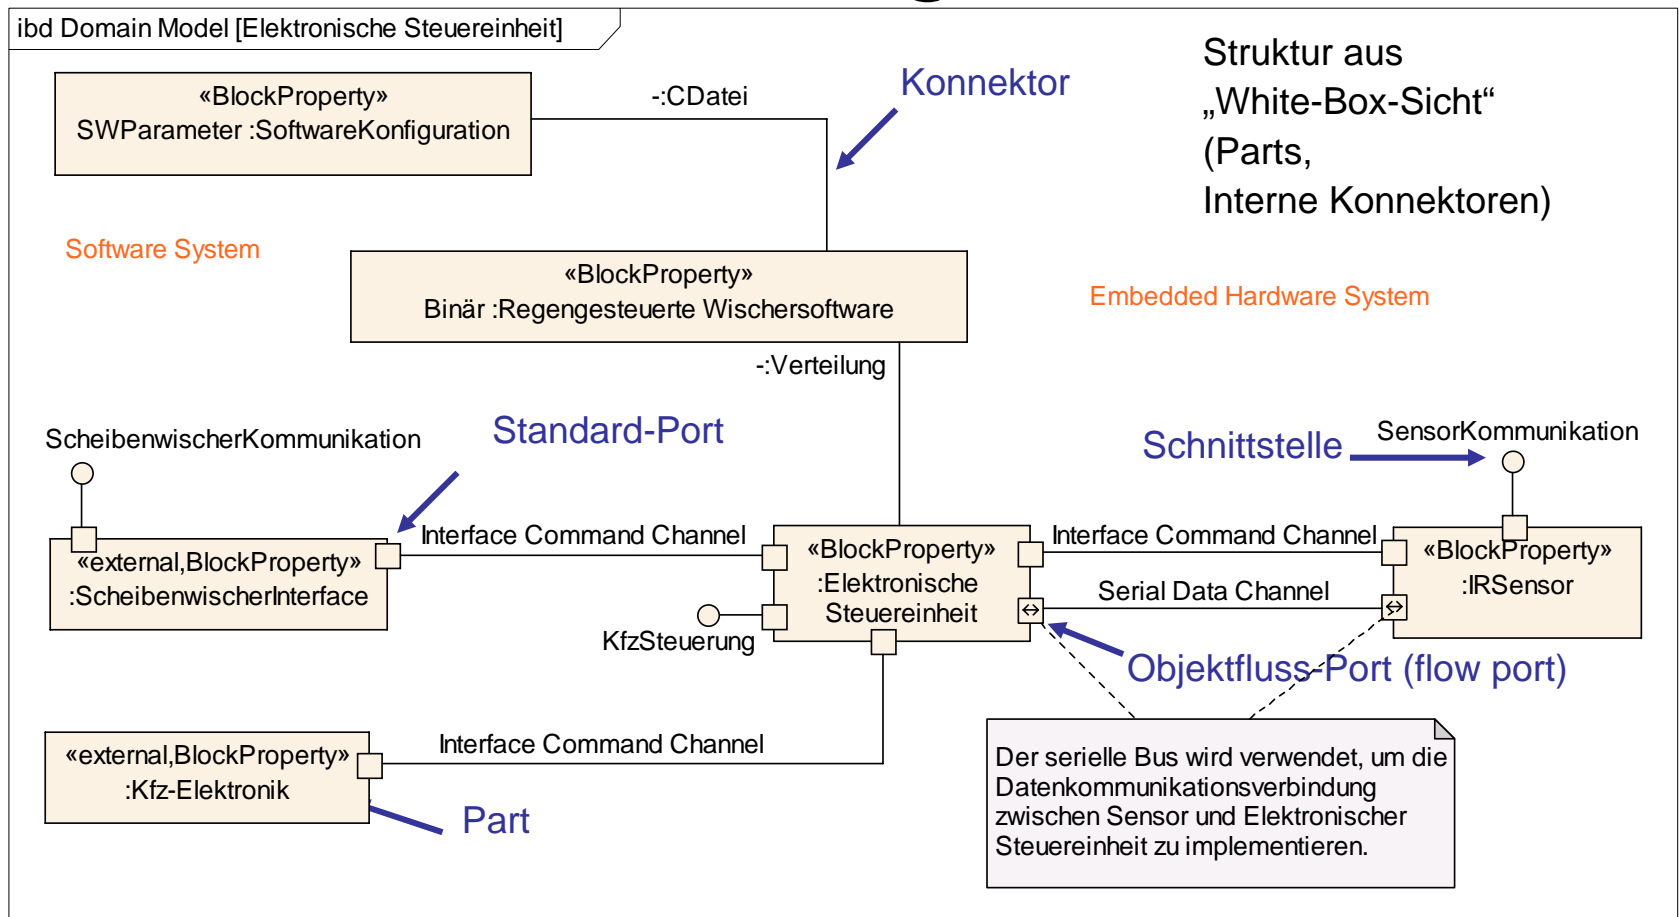 ibd Domain Model [Elektronische Steuereinheit]
Struktur aus
„White-Box-Sicht“
(Parts,
Interne Konnektoren)
Konnektor
«BlockProperty»
SWParameter :SoftwareKonfiguration
-:CDatei
Software System
«BlockProperty»
Binär :Regengesteuerte Wischersoftware
Embedded Hardware System
-:Verteilung
ScheibenwischerKommunikation
Standard-Port
Schnittstelle
SensorKommunikation
«external,BlockProperty»
:ScheibenwischerInterface
Interface Command Channel
«BlockProperty»
:Elektronische
Steuereinheit
Interface Command Channel
Serial Data Channel
«BlockProperty»
:IRSensor
KfzSteuerung
Objektfluss-Port (flow port)
«external,BlockProperty»
:Kfz-Elektronik
Interface Command Channel
Part
Der serielle Bus wird verwendet, um die
Datenkommunikationsverbindung
zwischen Sensor und Elektronischer
Steuereinheit zu implementieren.